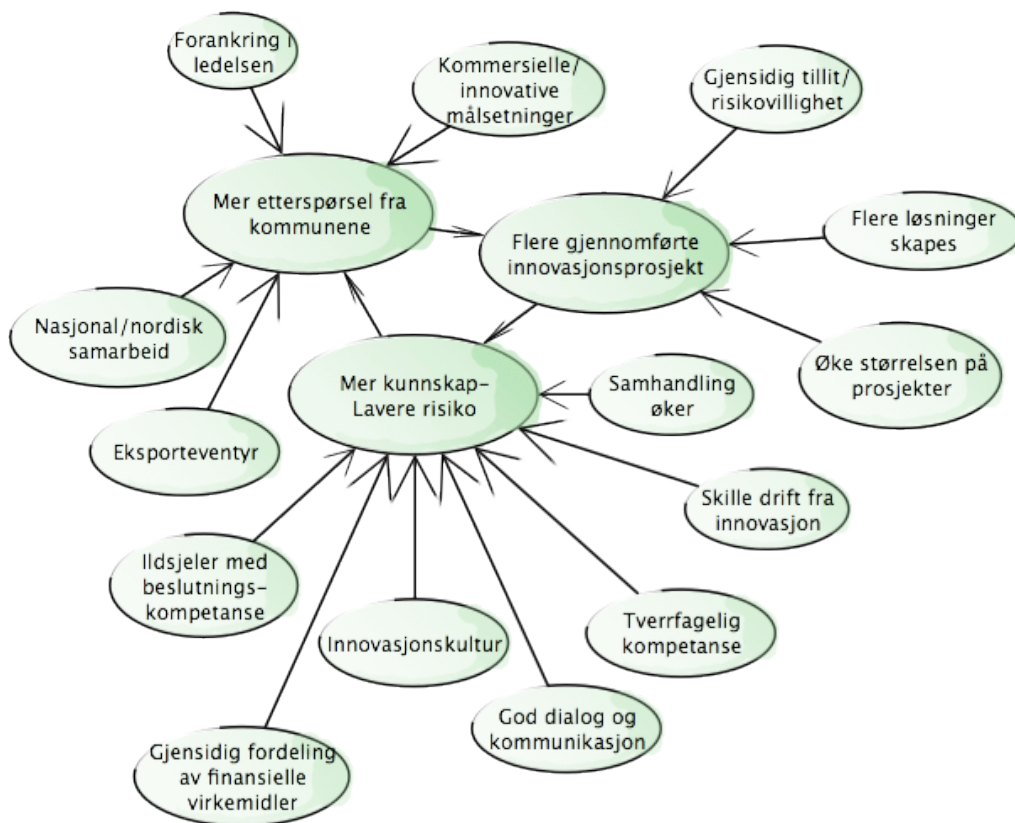 Forankring i
ledelsen
Kommersielle/
innovative
målsetninger
Gjensidig tillit/
risikovillighet
Mer etterspørsel fra
kommunene
Flere gjennomførte
innovasjonsprosjekt
Flere løsninger
skapes
Nasjonal/nordisk
samarbeid
Mer kunnskap-
Lavere risiko
Samhandling
øker
Øke størrelsen på
prosjekter
Eksporteventyr
Skille drift fra
innovasjon
Ildsjeler med
beslutnings-
kompetanse
Innovasjonskultur
Tverrfagelig
kompetanse
God dialog og
kommunikasjon
Gjensidig fordeling
av finansielle
virkemidler